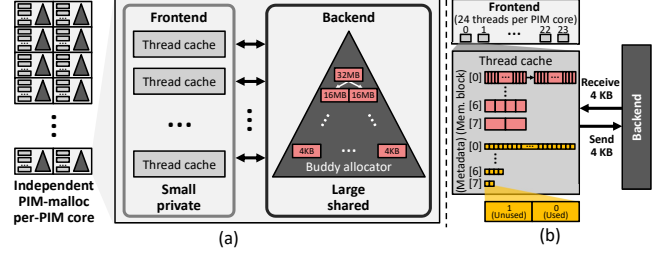 Frontend
Backend
Thread cache
Thread cache
...
Thread cache
Small
private
32MB
16MB 16MB
4KB ... 4KB
Buddy allocator
Large
shared
Independent
PIM-malloc
per-PIM core
(a)
Frontend
(24 threads per PIM core)
0 1 ... 22 23
Thread cache
[0]
[6]
[7]
(Mem. block)
[0]
[6]
[7]
(Metadata)
1
(Unused)
0
(Used)
Receive
4 KB
Send
4 KB
Backend
(b)